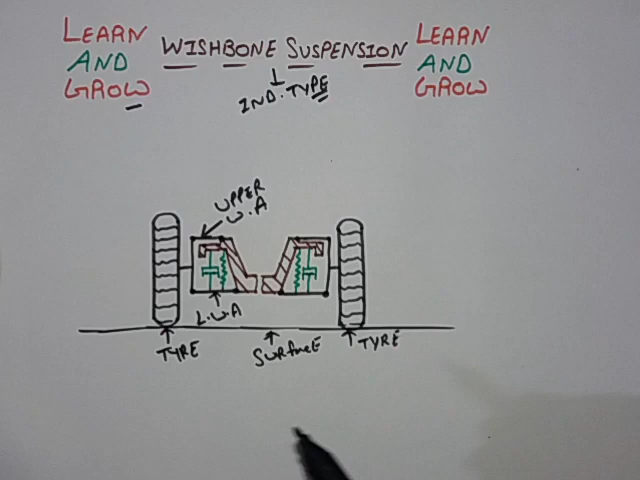 LEARN
AND
GROW
WISHBONE SUSPENSION
IND. TYPE
LEARN
AND
GROW
UPPER
W.A
L.W.A
TYRE
SURFACE
TYRE